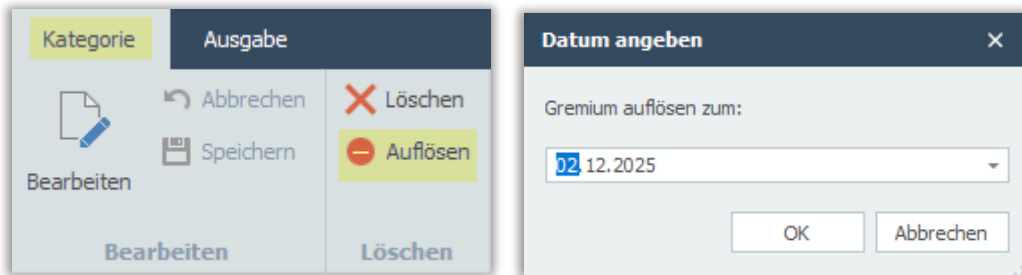 Kategorie
Ausgabe
Bearbeiten
Abbrechen
Speichern
Bearbeiten
Löschen
Auflösen
Löschen
Datum angeben
Gremium auflösen zum:
02.12.2025
OK
Abbrechen